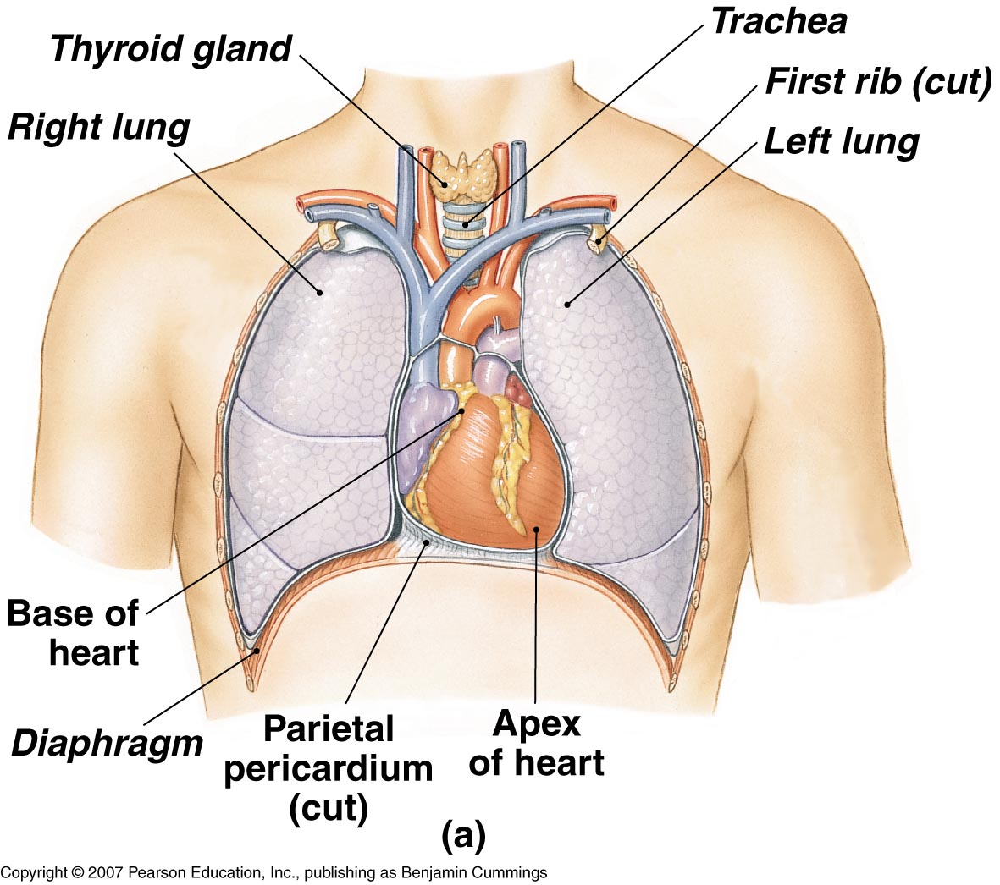 Trachea
Thyroid gland
First rib (cut)
Right lung
Left lung
Base of
heart
Diaphragm
Parietal
pericardium
(cut)
Apex
of heart
(a)
Copyright © 2007 Pearson Education, Inc., publishing as Benjamin Cummings